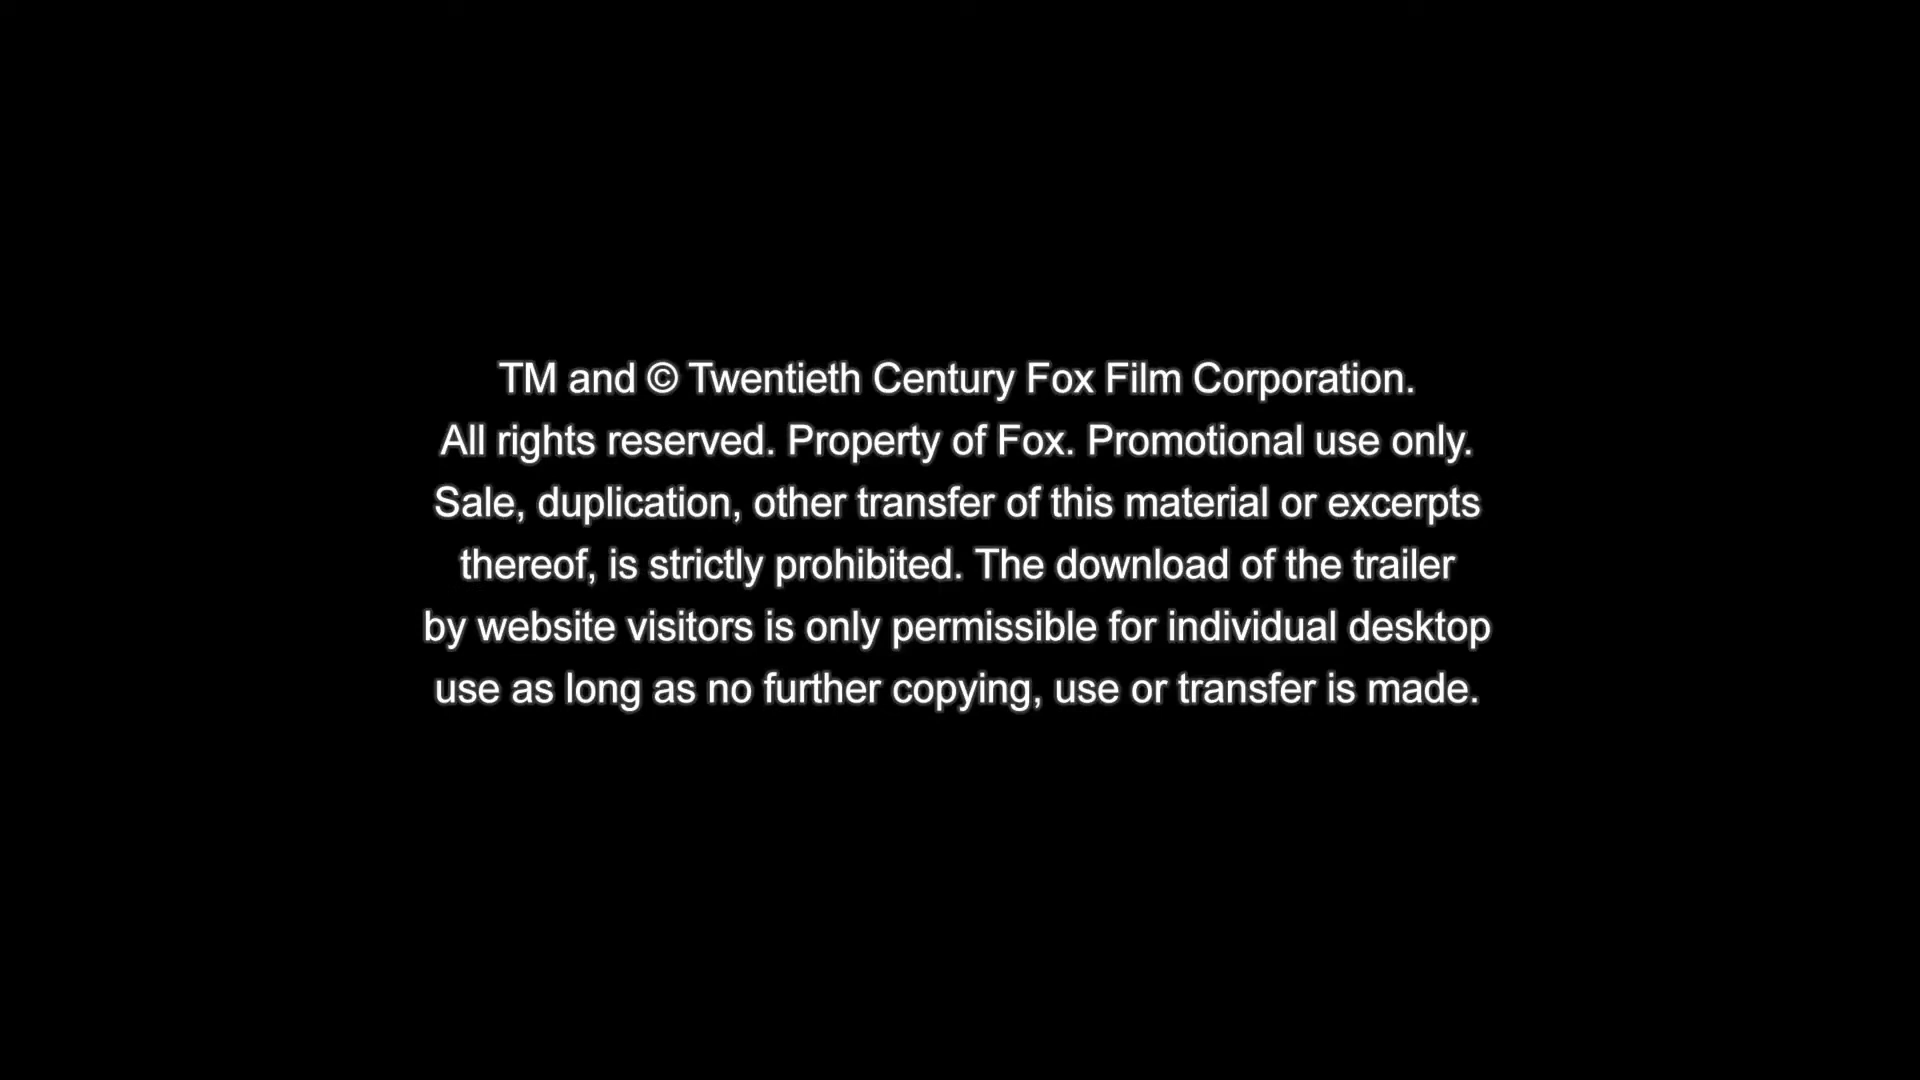 TM and © Twentieth Century Fox Film Corporation.
All rights reserved. Property of Fox. Promotional use only.
Sale, duplication, other transfer of this material or excerpts
thereof, is strictly prohibited. The download of the trailer
by website visitors is only permissible for individual desktop
use as long as no further copying, use or transfer is made.